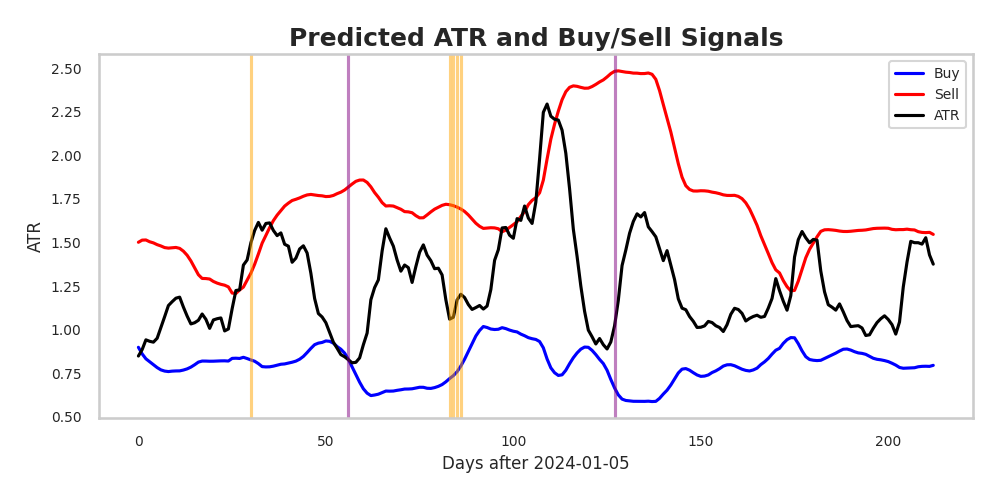 Predicted ATR and Buy/Sell Signals
2.50
2.25
2.00
1.75
1.50
1.25
1.00
0.75
0.50
ATR
Buy
Sell
ATR
0
50
100
150
200
Days after 2024-01-05